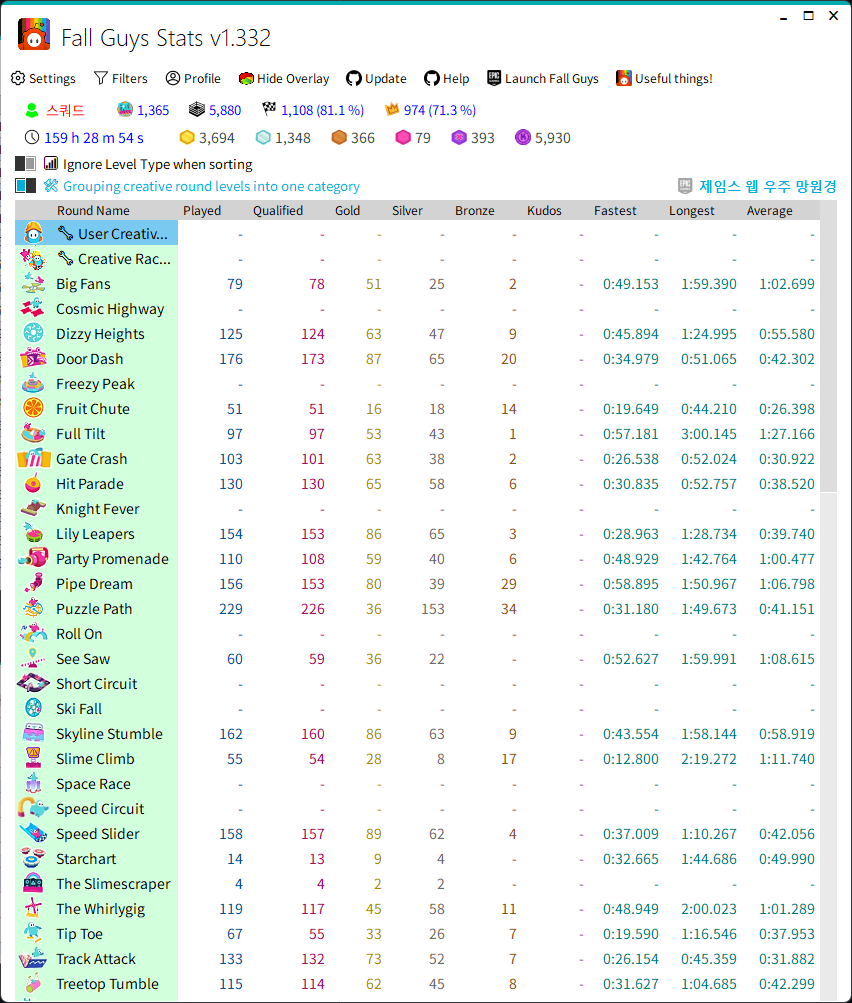 Fall Guys Stats v1.332
Settings Filters Profile Hide Overlay Update Help Launch Fall Guys Useful things!
스쿼드 1,365 5,880 1,108 (81.1 %) 974 (71.3 %)
159 h 28 m 54 s 3,694 1,348 366 79 393 5,930
Ignore Level Type when sorting
Grouping creative round levels into one category EPIC GAMES 제임스 웹 우주 망원경
Round Name Played Qualified Gold Silver Bronze Kudos Fastest Longest Average
User Creativ... - - - - - - - - -
Creative Rac... - - - - - - - - -
Big Fans 79 78 51 25 2 - 0:49.153 1:59.390 1:02.699
Cosmic Highway - - - - - - - - -
Dizzy Heights 125 124 63 47 9 - 0:45.894 1:24.995 0:55.580
Door Dash 176 173 87 65 20 - 0:34.979 0:51.065 0:42.302
Freezy Peak - - - - - - - - -
Fruit Chute 51 51 16 18 14 - 0:19.649 0:44.210 0:26.398
Full Tilt 97 97 53 43 1 - 0:57.181 3:00.145 1:27.166
Gate Crash 103 101 63 38 2 - 0:26.538 0:52.024 0:30.922
Hit Parade 130 130 65 58 6 - 0:30.835 0:52.757 0:38.520
Knight Fever - - - - - - - - -
Lily Leapers 154 153 86 65 3 - 0:28.963 1:28.734 0:39.740
Party Promenade 110 108 59 40 6 - 0:48.929 1:42.764 1:00.477
Pipe Dream 156 153 80 39 29 - 0:58.895 1:50.967 1:06.798
Puzzle Path 229 226 36 153 34 - 0:31.180 1:49.673 0:41.151
Roll On - - - - - - - - -
See Saw 60 59 36 22 - - 0:52.627 1:59.991 1:08.615
Short Circuit - - - - - - - - -
Ski Fall - - - - - - - - -
Skyline Stumble 162 160 86 63 9 - 0:43.554 1:58.144 0:58.919
Slime Climb 55 54 28 8 17 - 0:12.800 2:19.272 1:11.740
Space Race - - - - - - - - -
Speed Circuit - - - - - - - - -
Speed Slider 158 157 89 62 4 - 0:37.009 1:10.267 0:42.056
Starchart 14 13 9 4 - - 0:32.665 1:44.686 0:49.990
The Slimescraper 4 4 2 2 - - - - -
The Whirlygig 119 117 45 58 11 - 0:48.949 2:00.023 1:01.289
Tip Toe 67 55 33 26 7 - 0:19.590 1:16.546 0:37.953
Track Attack 133 132 73 52 7 - 0:26.154 0:45.359 0:31.882
Treetop Tumble 115 114 62 45 8 - 0:31.627 1:04.685 0:42.299